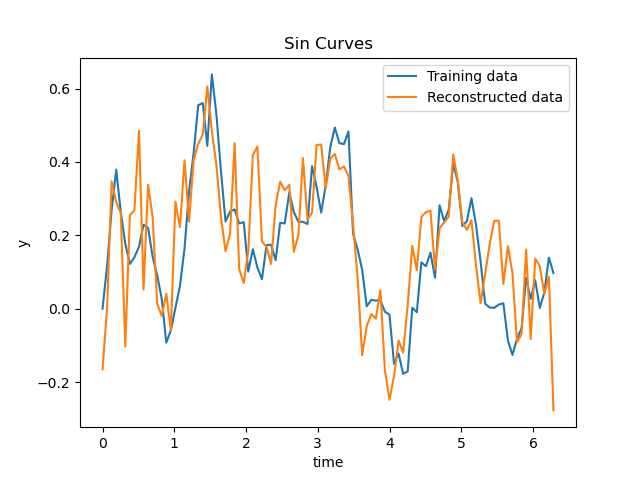 Sin Curves
Training data
Reconstructed data
y
0.6
0.4
0.2
0.0
−0.2
0 1 2 3 4 5 6
time